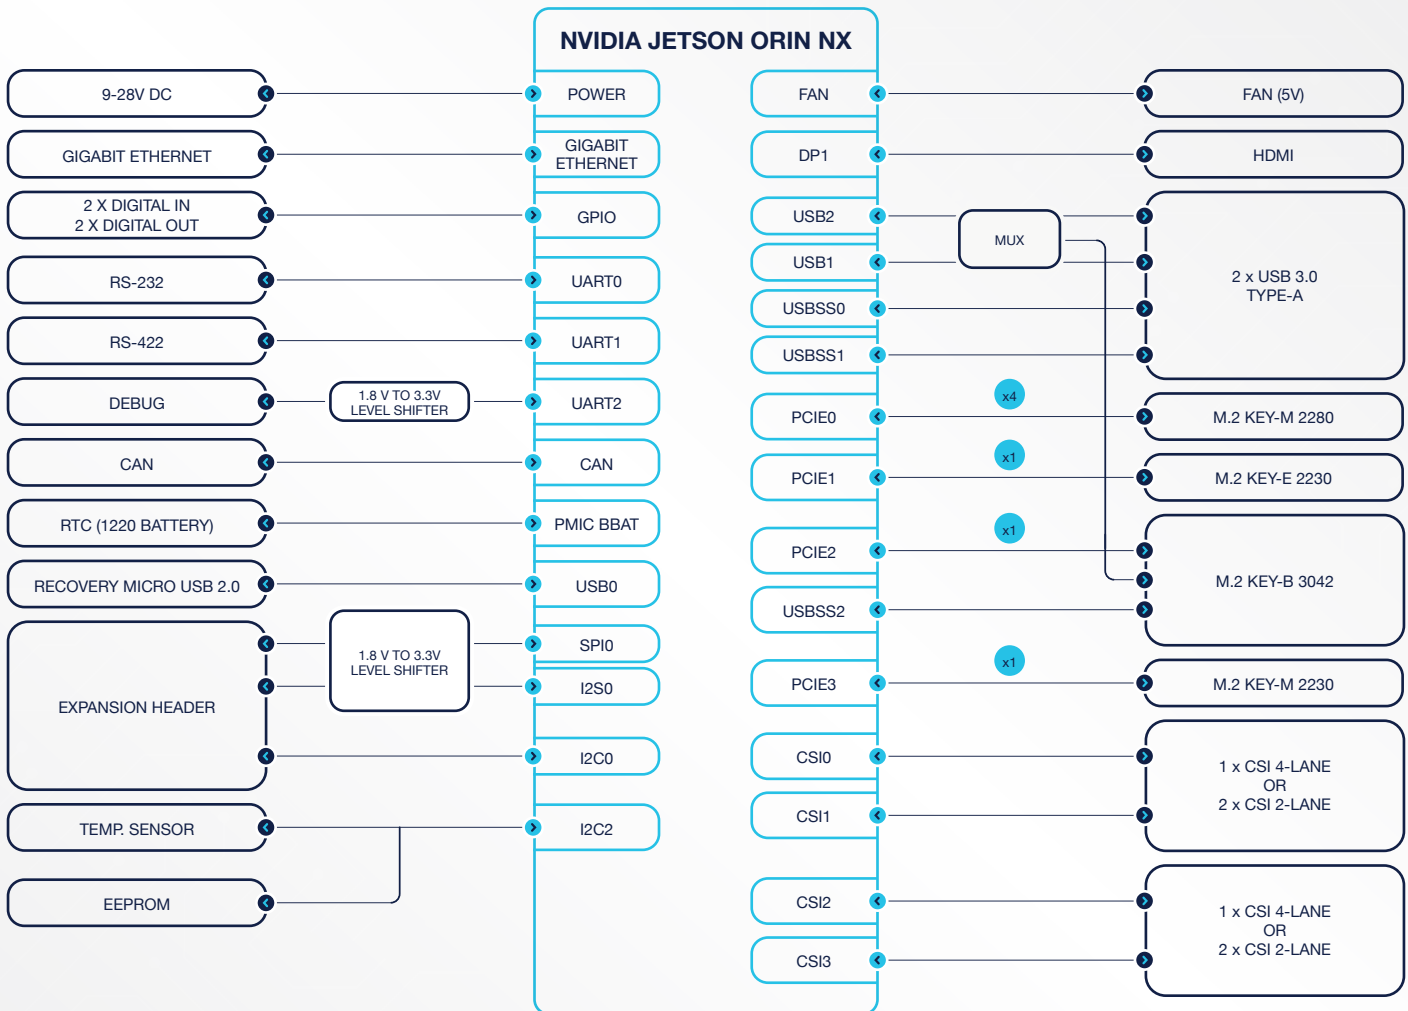 NVIDIA JETSON ORIN NX
9-28V DC
POWER
GIGABIT ETHERNET
GIGABIT
ETHERNET
2 X DIGITAL IN
2 X DIGITAL OUT
GPIO
RS-232
UART0
RS-422
UART1
DEBUG
1.8 V TO 3.3V
LEVEL SHIFTER
UART2
CAN
CAN
RTC (1220 BATTERY)
PMIC BBAT
RECOVERY MICRO USB 2.0
USB0
EXPANSION HEADER
1.8 V TO 3.3V
LEVEL SHIFTER
SPI0
I2S0
I2C0
TEMP. SENSOR
I2C2
EEPROM
FAN
FAN (5V)
DP1
HDMI
USB2
MUX
USB1
USBSS0
USBSS1
2 x USB 3.0
TYPE-A
PCIE0
x4
M.2 KEY-M 2280
PCIE1
x1
M.2 KEY-E 2230
PCIE2
x1
USBSS2
M.2 KEY-B 3042
PCIE3
x1
M.2 KEY-M 2230
CSI0
CSI1
1 x CSI 4-LANE
OR
2 x CSI 2-LANE
CSI2
CSI3
1 x CSI 4-LANE
OR
2 x CSI 2-LANE